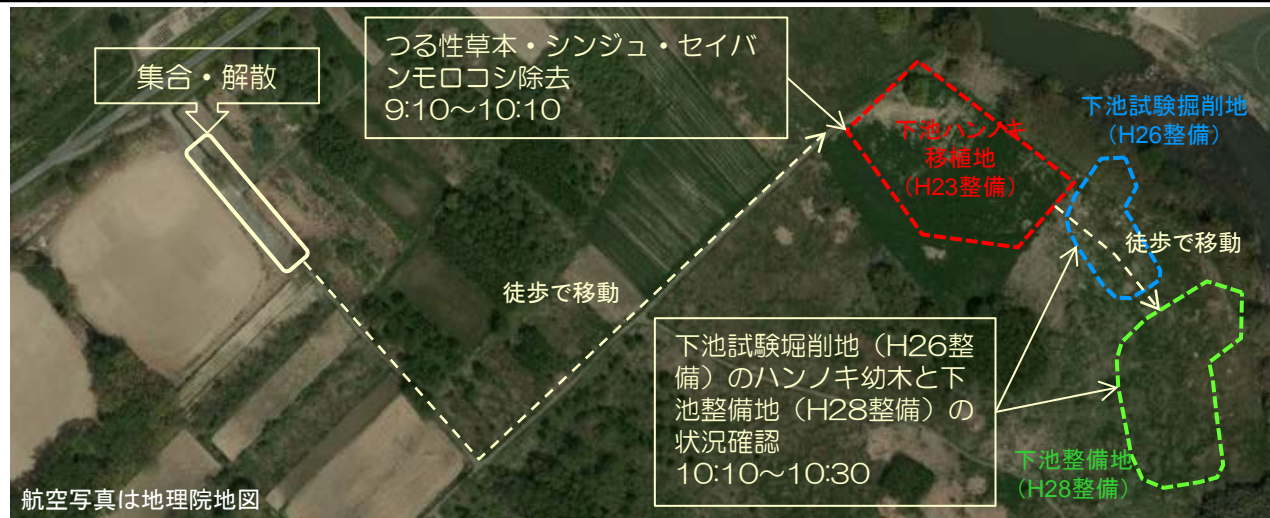 集合・解散
つる性草本・シンジュ・セイバ
ンモロコシ除去
9:10～10:10
下池ハンノキ
移植地
（H23整備）
下池試験掘削地
（H26整備）
徒歩で移動
徒歩で移動
下池試験堀削地（H26整
備）のハンノキ幼木と下
池整備地（H28整備）の
状況確認
10:10～10:30
下池整備地
（H28整備）
航空写真は地理院地図